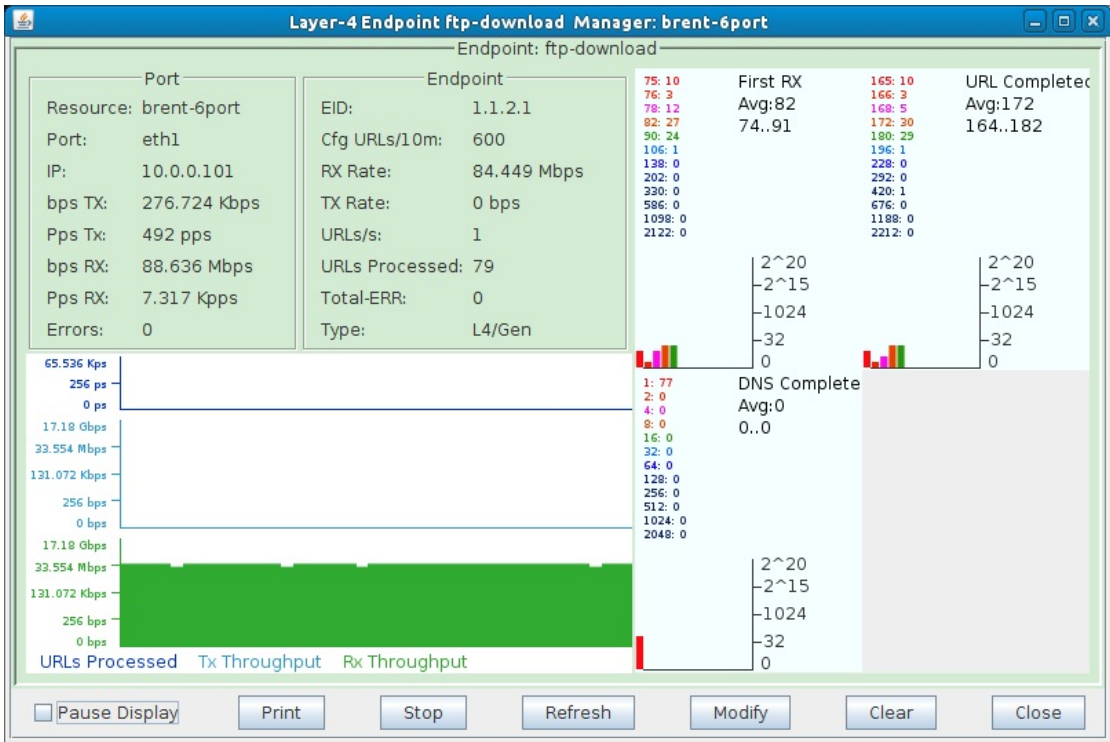 Layer-4 Endpoint ftp-download Manager: brent-6port
Endpoint: ftp-download
Port
Resource: brent-6port
Port: eth1
IP: 10.0.0.101
bps TX: 276.724 Kbps
Pps Tx: 492 pps
bps RX: 88.636 Mbps
Pps RX: 7.317 Kpps
Errors: 0
Endpoint
EID: 1.1.2.1
Cfg URLs/10m: 600
RX Rate: 84.449 Mbps
TX Rate: 0 bps
URLs/s: 1
URLs Processed: 79
Total-ERR: 0
Type: L4/Gen
75: 10
76: 3
78: 12
82: 27
90: 24
106: 1
138: 0
202: 0
330: 0
586: 0
1098: 0
2122: 0
First RX
Avg:82
74..91
2^20
2^15
1024
32
0
165: 10
166: 3
168: 5
172: 30
180: 29
196: 1
228: 0
292: 0
420: 1
676: 0
1188: 0
2212: 0
URL Completed
Avg:172
164..182
2^20
2^15
1024
32
0
65.536 Kps
256 ps
0 ps
17.18 Gbps
33.554 Mbps
131.072 Kbps
256 bps
0 bps
17.18 Gbps
33.554 Mbps
131.072 Kbps
256 bps
0 bps
URLs Processed Tx Throughput Rx Throughput
1: 77
2: 0
4: 0
8: 0
16: 0
32: 0
64: 0
128: 0
256: 0
512: 0
1024: 0
2048: 0
DNS Complete
Avg:0
0..0
2^20
2^15
1024
32
0
Pause Display Print Stop Refresh Modify Clear Close